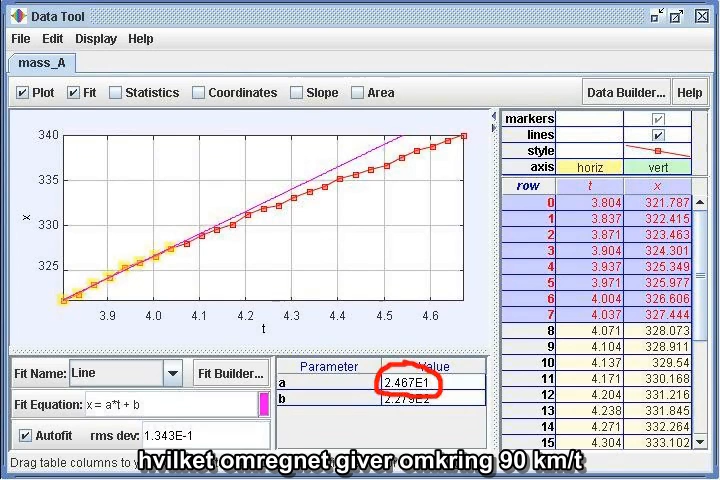 Data Tool
File Edit Display Help
mass_A
Plot Fit Statistics Coordinates Slope Area Data Builder... Help
340
335
330
325
x
3.9 4.0 4.1 4.2 4.3 4.4 4.5 4.6
t
markers
lines
style
axis horiz vert
row t x
0 3.804 321.787
1 3.837 322.415
2 3.871 323.463
3 3.904 324.301
4 3.937 325.349
5 3.971 325.977
6 4.004 326.606
7 4.037 327.444
8 4.071 328.073
9 4.104 328.911
10 4.137 329.54
11 4.171 330.168
12 4.204 331.216
13 4.238 331.845
14 4.271 332.264
15 4.304 333.102
Fit Name: Line Fit Builder...
Fit Equation: x = a*t + b
Autofit rms dev: 1.343E-1
Parameter Value
a 2.467E1
b 2.279E2
Drag table columns to
hvilket omregnet giver omkring 90 km/t